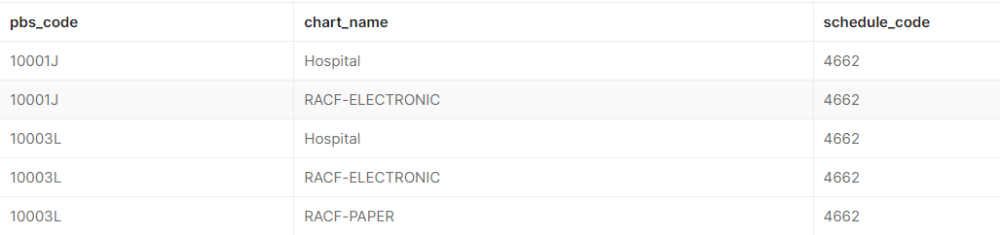 pbs_code chart_name schedule_code
10001J Hospital 4662
10001J RACF-ELECTRONIC 4662
10003L Hospital 4662
10003L RACF-ELECTRONIC 4662
10003L RACF-PAPER 4662